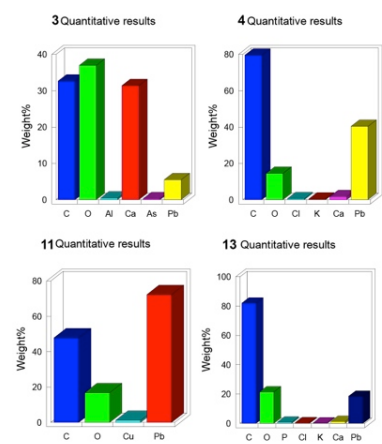 3 Quantitative results
Weight%
40
30
20
10
0
C O Al Ca As Pb
4 Quantitative results
Weight%
80
60
40
20
0
C O Cl K Ca Pb
11 Quantitative results
Weight%
80
60
40
20
0
C O Cu Pb
13 Quantitative results
Weight%
100
80
60
40
20
0
C O P Cl K Ca Pb